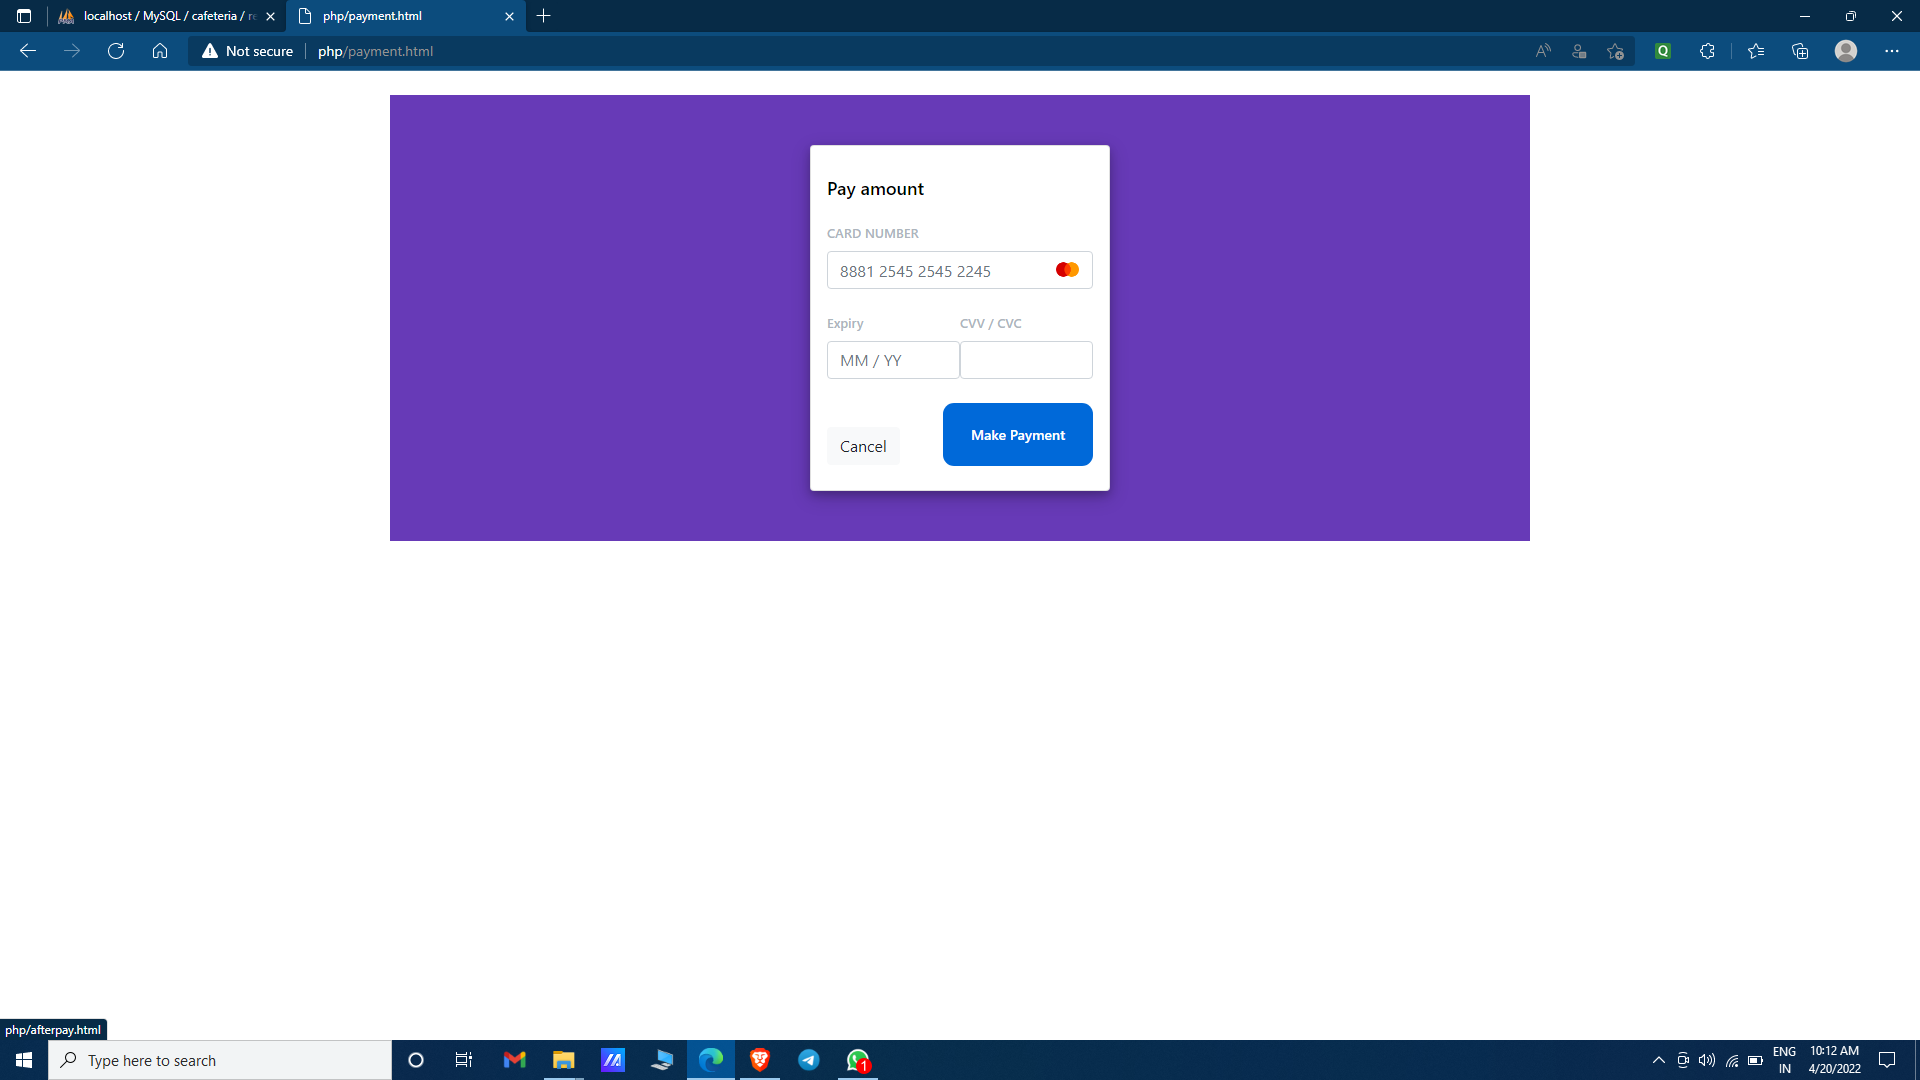 localhost / MySQL / cafeteria / re
php/payment.html
Not secure
php/payment.html
Pay amount
CARD NUMBER
8881 2545 2545 2245
Expiry
CVV / CVC
MM / YY
Cancel
Make Payment
php/afterpay.html
Type here to search
1
ENG
IN
10:12 AM
4/20/2022